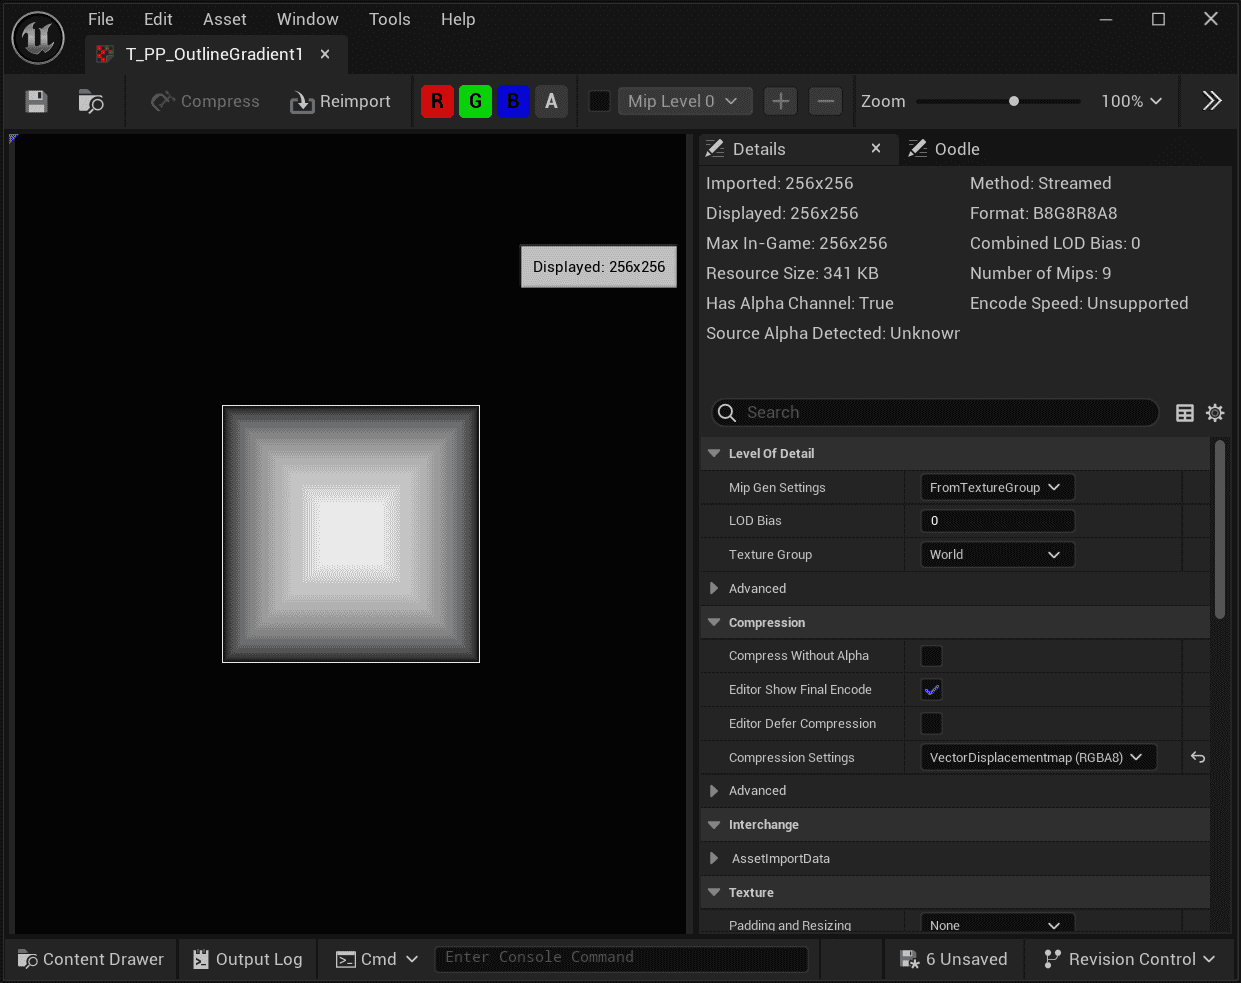 File Edit Asset Window Tools Help
T_PP_OutlineGradient1
Compress Reimport R G B A Mip Level 0 Zoom 100%
Details Oodle
Imported: 256x256 Method: Streamed
Displayed: 256x256 Format: B8G8R8A8
Max In-Game: 256x256 Combined LOD Bias: 0
Resource Size: 341 KB Number of Mips: 9
Has Alpha Channel: True Encode Speed: Unsupported
Source Alpha Detected: Unknowr
Displayed: 256x256
Search
Level Of Detail
Mip Gen Settings FromTextureGroup
LOD Bias 0
Texture Group World
Advanced
Compression
Compress Without Alpha
Editor Show Final Encode
Editor Defer Compression
Compression Settings VectorDisplacementmap (RGBA8)
Advanced
Interchange
AssetImportData
Texture
Padding and Resizing None
Content Drawer Output Log Cmd Enter Console Command 6 Unsaved Revision Control